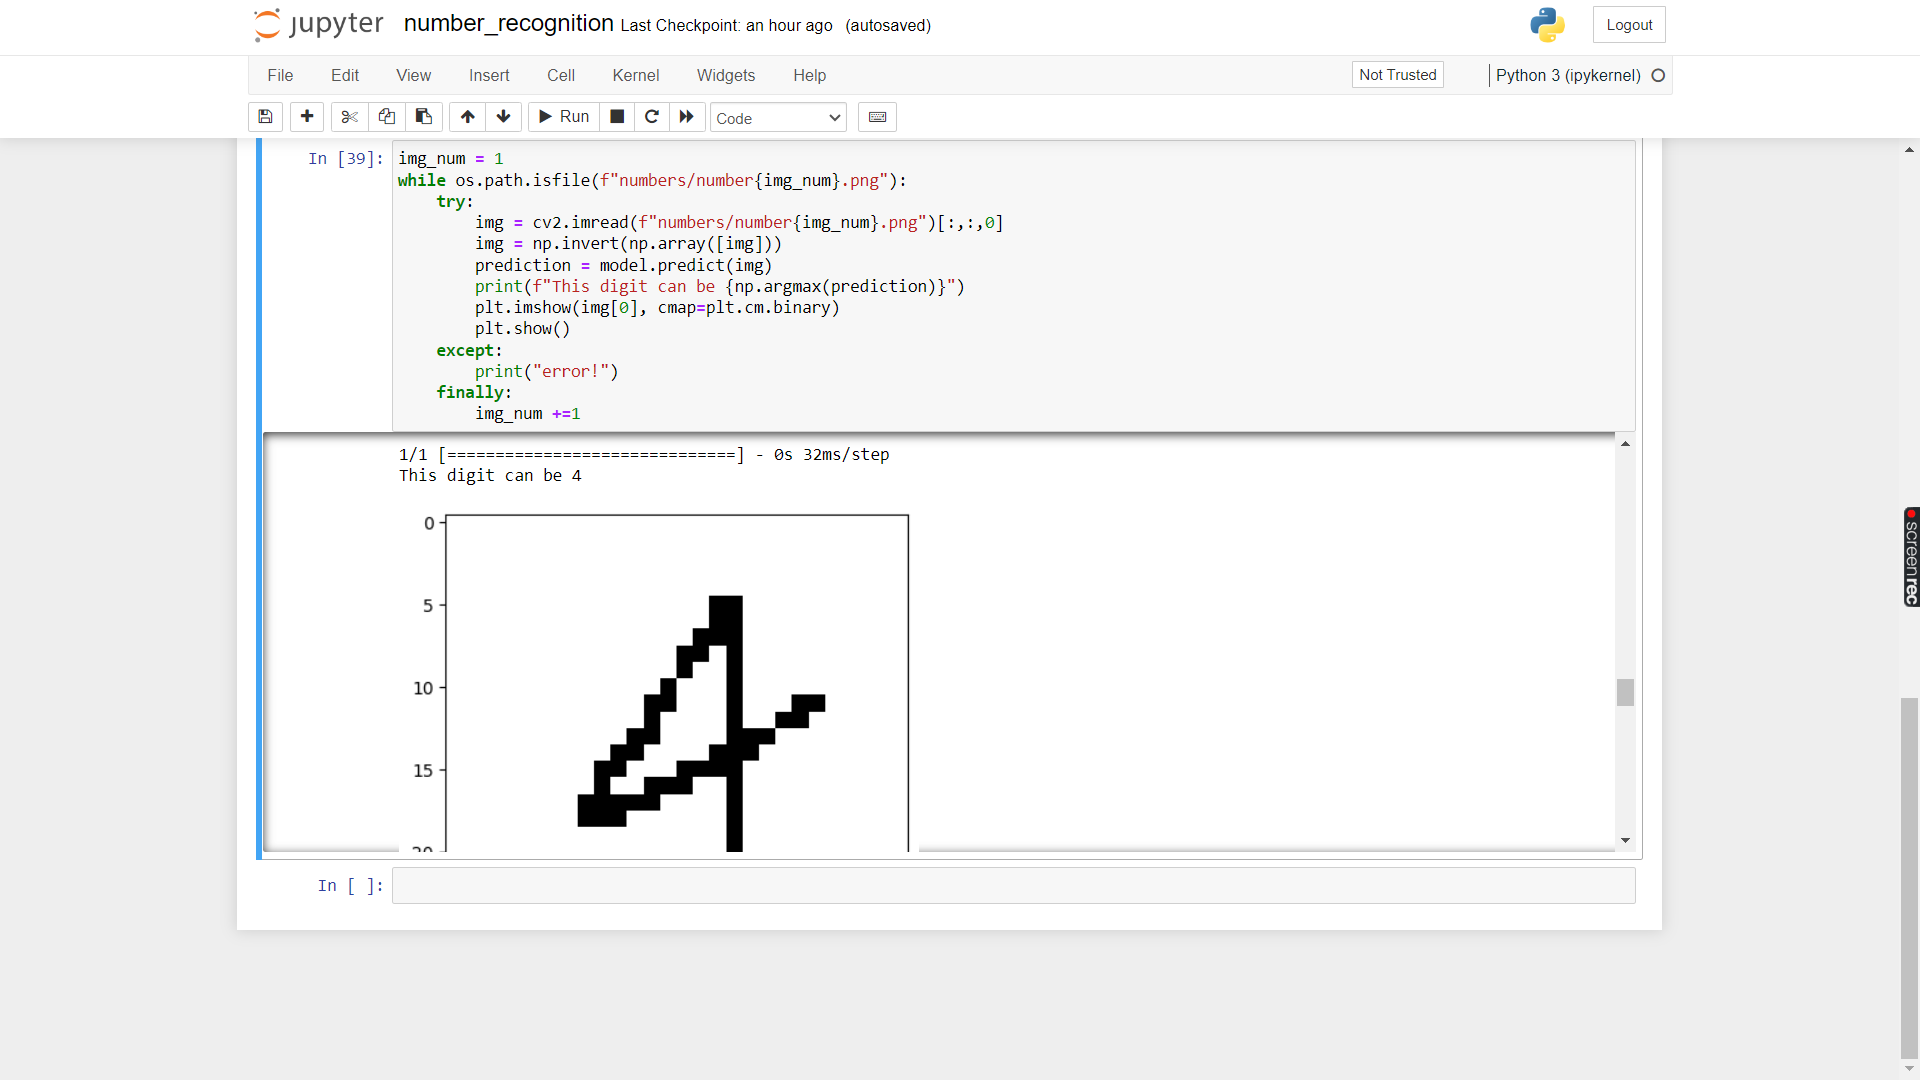 jupyter number_recognition Last Checkpoint: an hour ago (autosaved)
Logout
File Edit View Insert Cell Kernel Widgets Help
Not Trusted
Python 3 (ipykernel)
Run
Code
In [39]:
img_num = 1
while os.path.isfile(f"numbers/number{img_num}.png"):
    try:
        img = cv2.imread(f"numbers/number{img_num}.png")[:,:,0]
        img = np.invert(np.array([img]))
        prediction = model.predict(img)
        print(f"This digit can be {np.argmax(prediction)}")
        plt.imshow(img[0], cmap=plt.cm.binary)
        plt.show()
    except:
        print("error!")
    finally:
        img_num +=1
1/1 [==============================] - 0s 32ms/step
This digit can be 4
0
5
10
15
20
4
In [ ]:
screenrec